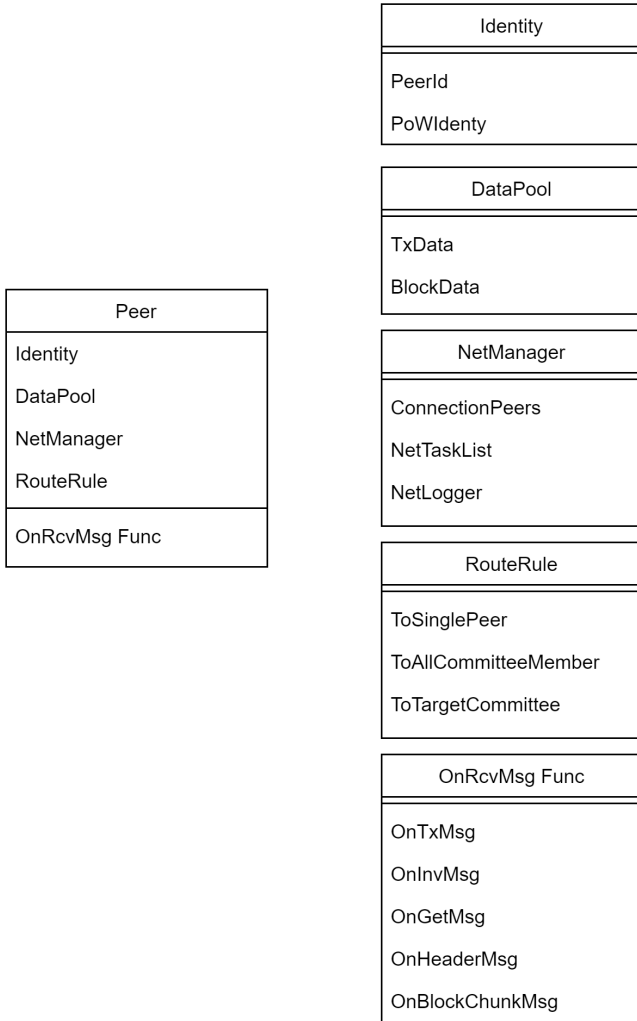 Peer
Identity
DataPool
NetManager
RouteRule
OnRcvMsg Func
Identity
PeerId
PoWIdenty
DataPool
TxData
BlockData
NetManager
ConnectionPeers
NetTaskList
NetLogger
RouteRule
ToSinglePeer
ToAllCommitteeMember
ToTargetCommittee
OnRcvMsg Func
OnTxMsg
OnInvMsg
OnGetMsg
OnHeaderMsg
OnBlockChunkMsg